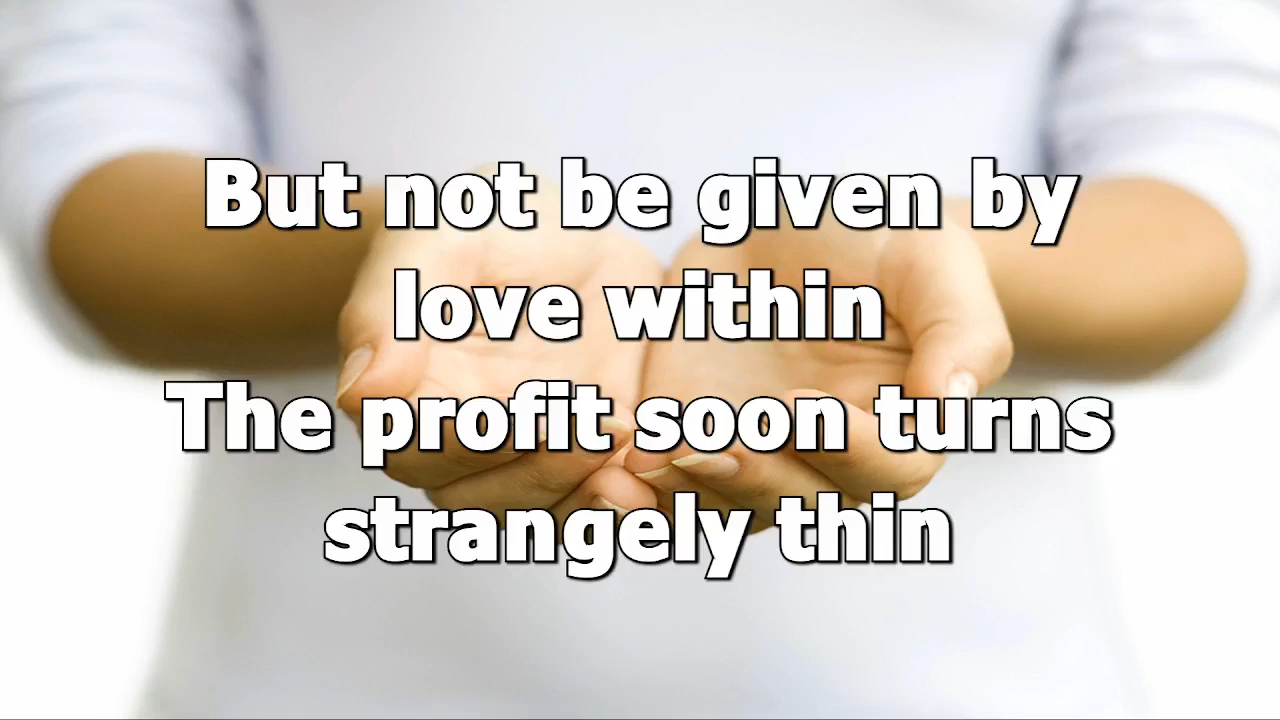 But not be given by
love within
The profit soon turns
strangely thin